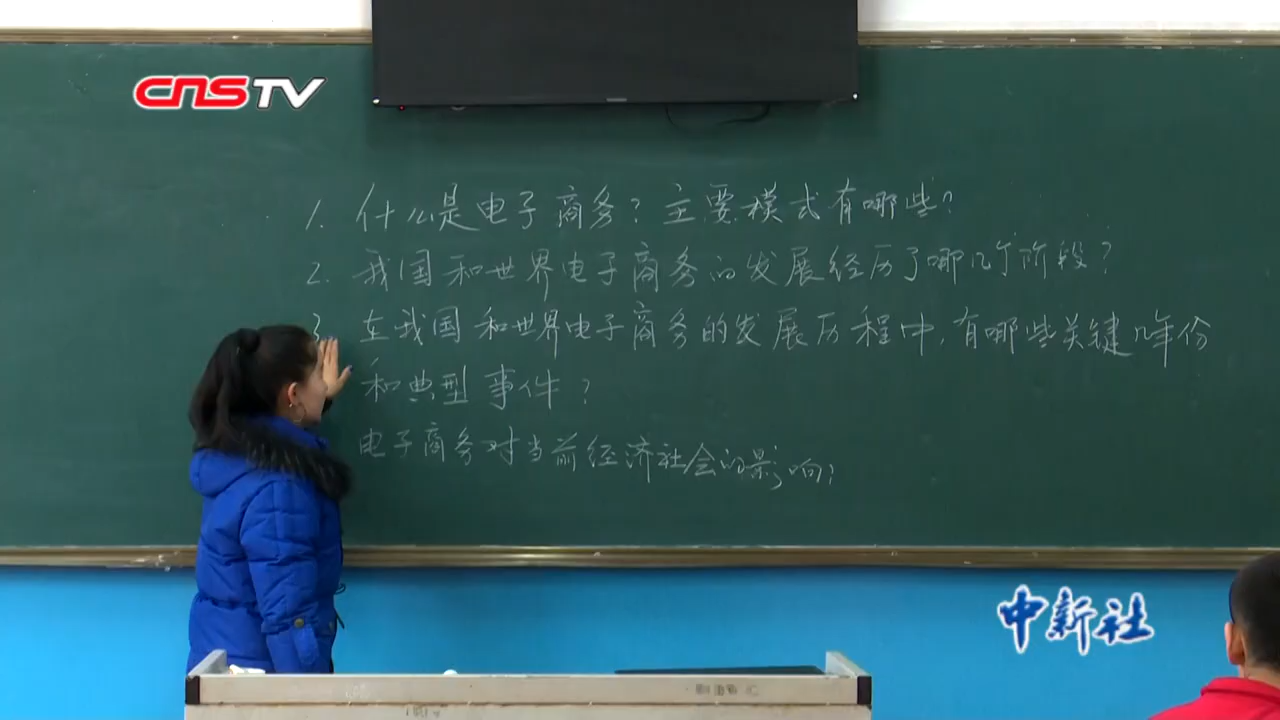 CNSTV
1. 什么是电子商务?主要模式有哪些?
2. 我国和世界电子商务的发展经历了哪几个阶段?
3. 在我国和世界电子商务的发展历程中,有哪些关键年份
和典型事件?
电子商务对当前经济社会的影响?
中新社